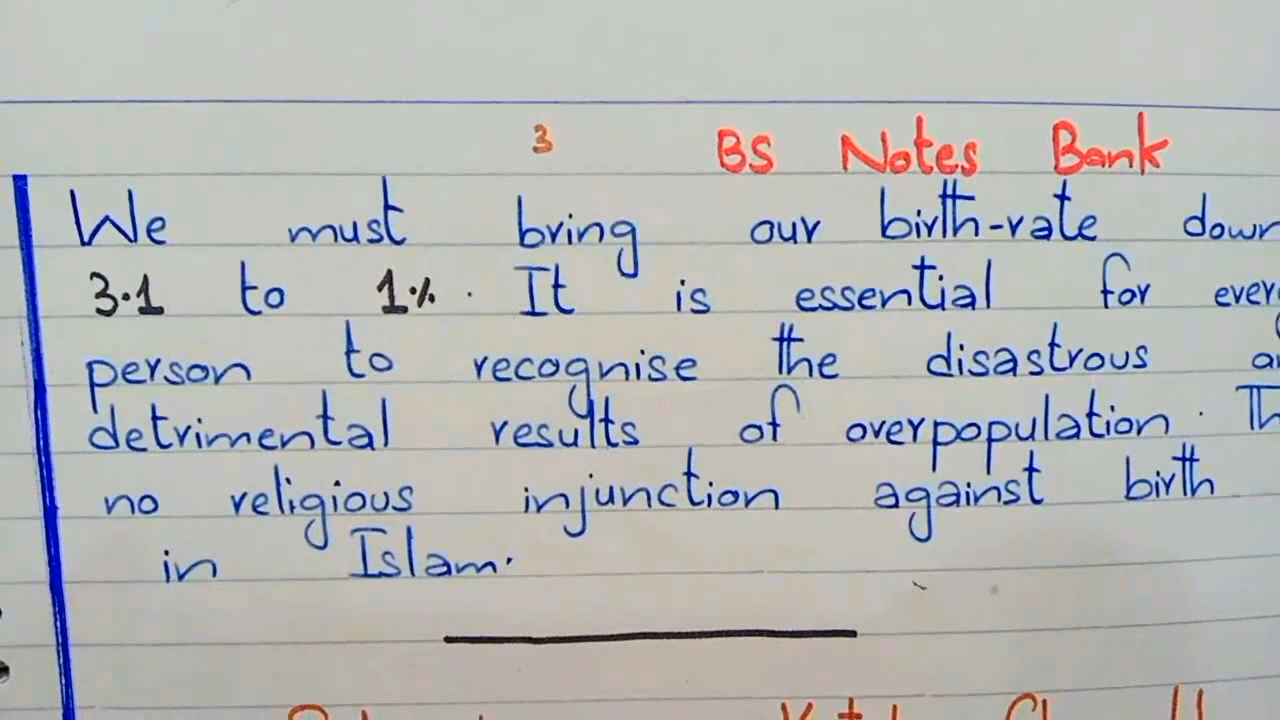 3 BS Notes Bank
We must bring our birth-rate down
3.1 to 1%. It is essential for ever
person to recognise the disastrous a
detrimental results of overpopulation. Th
no religious injunction against birth
in Islam.